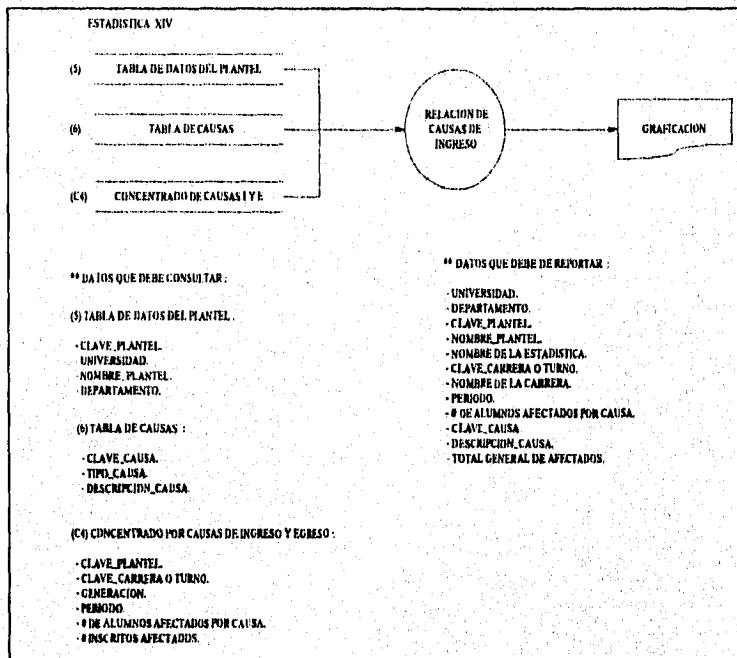 ESTADISTICA XIV
(5) TABLA DE DATOS DEL PLANTEL
(6) TABLA DE CAUSAS
(C4) CONCENTRADO DE CAUSAS I Y E
RELACION DE
CAUSAS DE
INGRESO
GRAFICACION
** DATOS QUE DEBE CONSULTAR :
(5) TABLA DE DATOS DEL PLANTEL .
- CLAVE_PLANTEL.
- UNIVERSIDAD.
- NOMBRE_PLANTEL.
- DEPARTAMENTO.
(6) TABLA DE CAUSAS :
- CLAVE_CAUSA.
- TIPO_CAUSA.
- DESCRIPCION_CAUSA.
(C4) CONCENTRADO POR CAUSAS DE INGRESO Y EGRESO :
- CLAVE_PLANTEL.
- CLAVE_CARRERA O TURNO.
- GENERACION.
- PERIODO.
- # DE ALUMNOS AFECTADOS POR CAUSA.
- # INSCRITOS AFECTADOS.
** DATOS QUE DEBE DE REPORTAR :
- UNIVERSIDAD.
- DEPARTAMENTO.
- CLAVE_PLANTEL.
- NOMBRE_PLANTEL.
- NOMBRE DE LA ESTADISTICA.
- CLAVE_CARRERA O TURNO.
- NOMBRE DE LA CARRERA.
- PERIODO.
- # DE ALUMNOS AFECTADOS POR CAUSA.
- CLAVE_CAUSA
- DESCRIPCION_CAUSA.
- TOTAL GENERAL DE AFECTADOS.